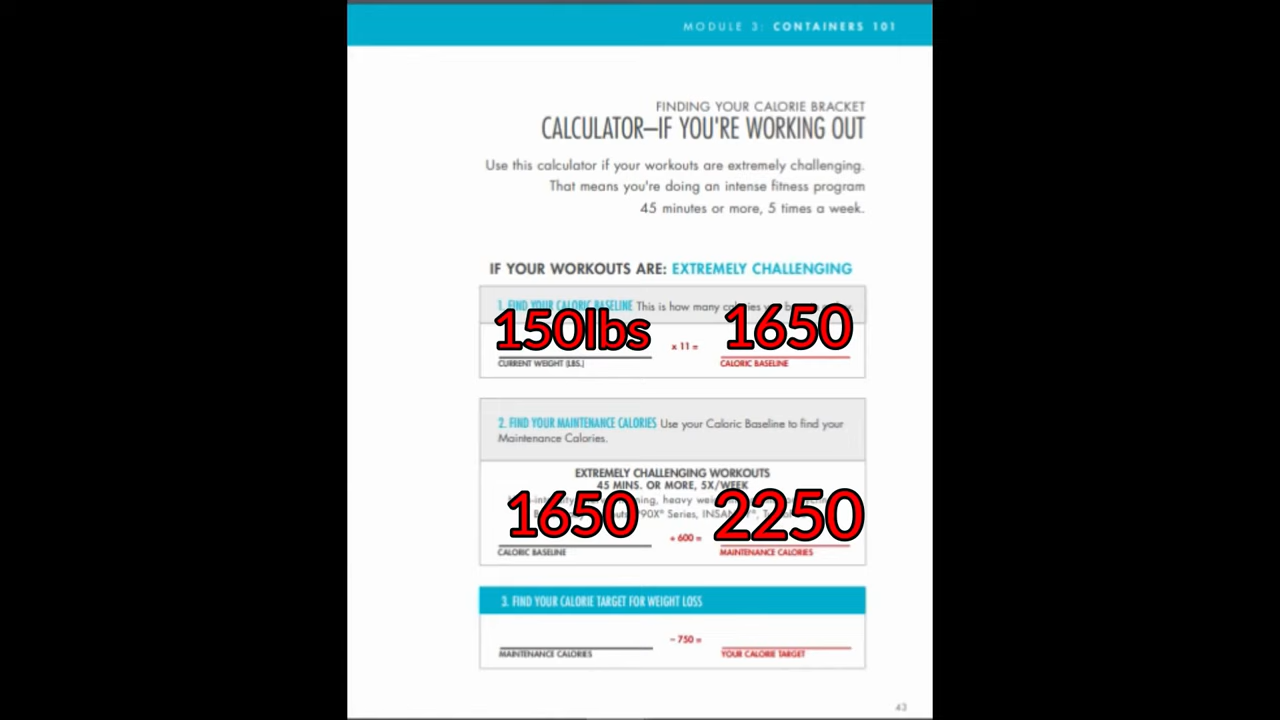 MODULE 3: CONTAINERS 101
FINDING YOUR CALORIE BRACKET
CALCULATOR—IF YOU'RE WORKING OUT
Use this calculator if your workouts are extremely challenging.
That means you're doing an intense fitness program
45 minutes or more, 5 times a week.
IF YOUR WORKOUTS ARE: EXTREMELY CHALLENGING
1. FIND YOUR CALORIC BASELINE This is how many calories
150lbs x 11 = 1650
CURRENT WEIGHT (LBS.) CALORIC BASELINE
2. FIND YOUR MAINTENANCE CALORIES Use your Caloric Baseline to find your
Maintenance Calories.
EXTREMELY CHALLENGING WORKOUTS
45 MINS. OR MORE, 5X/WEEK
heavy
P90X® Series,
1650 + 600 = 2250
CALORIC BASELINE MAINTENANCE CALORIES
3. FIND YOUR CALORIE TARGET FOR WEIGHT LOSS
– 750 =
MAINTENANCE CALORIES YOUR CALORIE TARGET
43